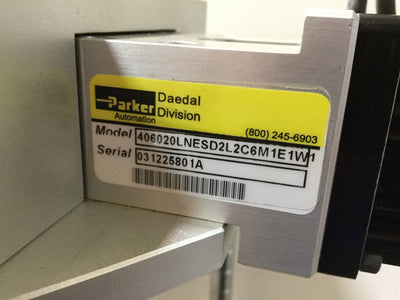 Parker
Automation
Daedal
Division
(800) 245-6903
Model 406020LNESD2L2C6M1E1W1
Serial 031225801A